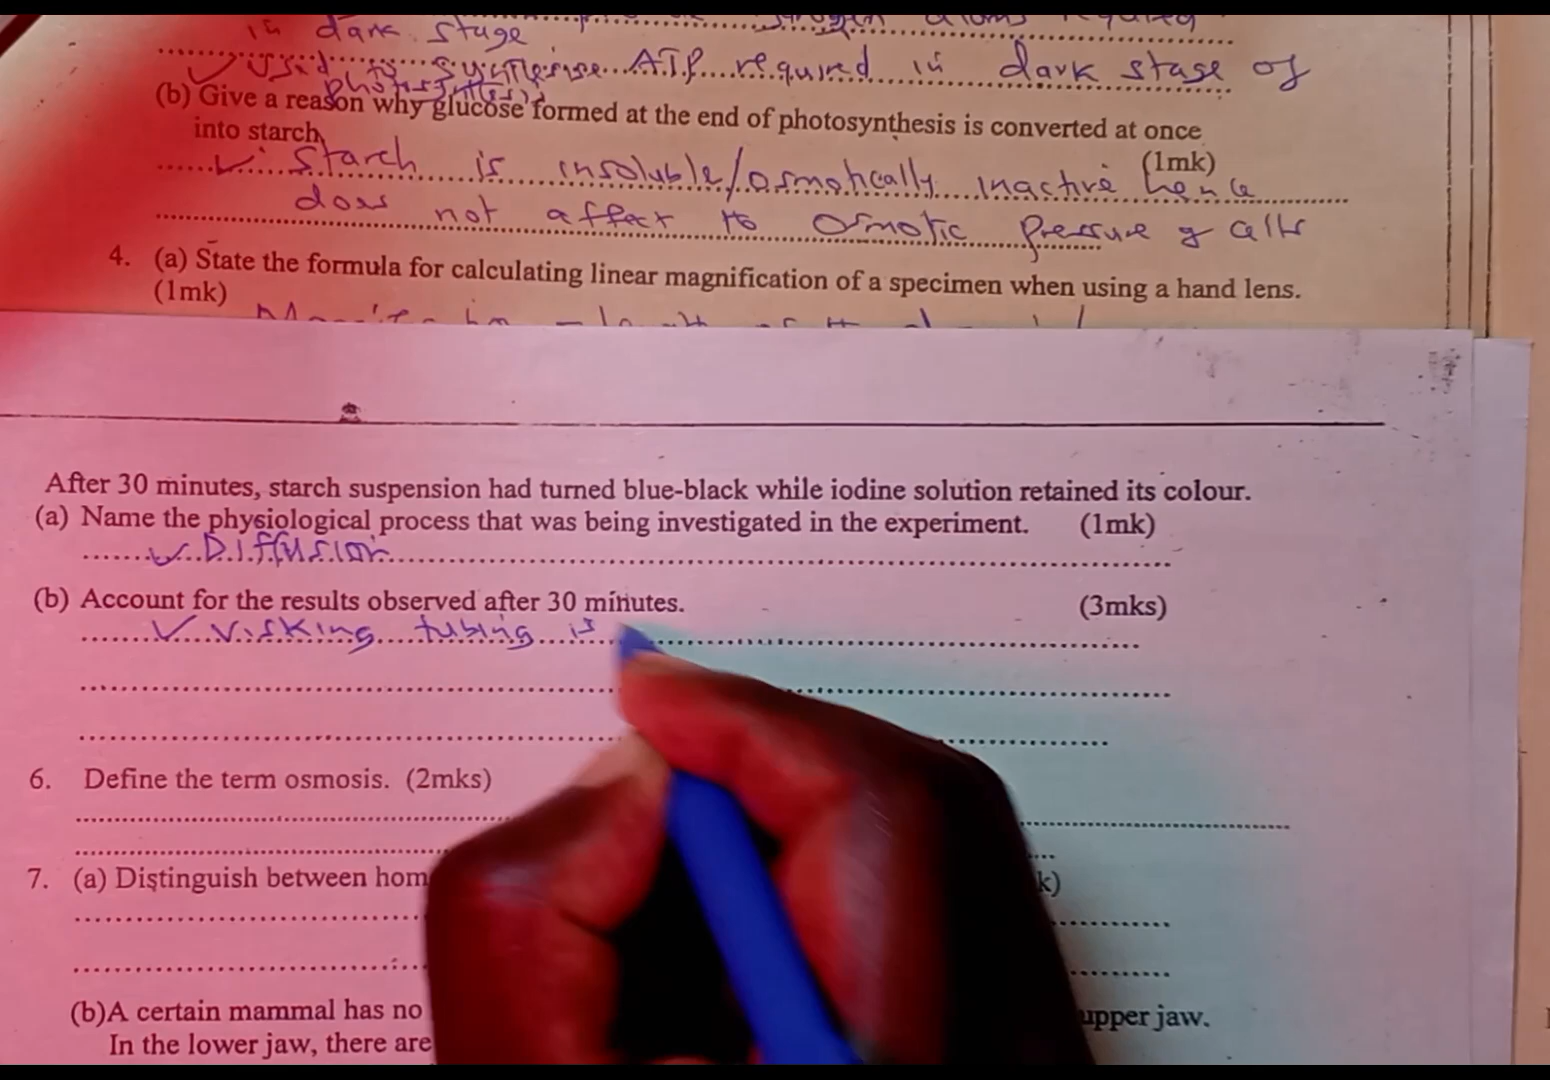 in dark stage
used to synthesise ATP required in dark stage of
photosynthesis
(b) Give a reason why glucose formed at the end of photosynthesis is converted at once
into starch (1mk)
starch is insoluble/osmotically inactive hence
does not affect to osmotic pressure of cells
4. (a) State the formula for calculating linear magnification of a specimen when using a hand lens.
(1mk)
After 30 minutes, starch suspension had turned blue-black while iodine solution retained its colour.
(a) Name the physiological process that was being investigated in the experiment. (1mk)
Diffusion
(b) Account for the results observed after 30 minutes. (3mks)
Visking tubing is
6. Define the term osmosis. (2mks)
7. (a) Distinguish between hom k)
(b)A certain mammal has no upper jaw.
In the lower jaw, there are